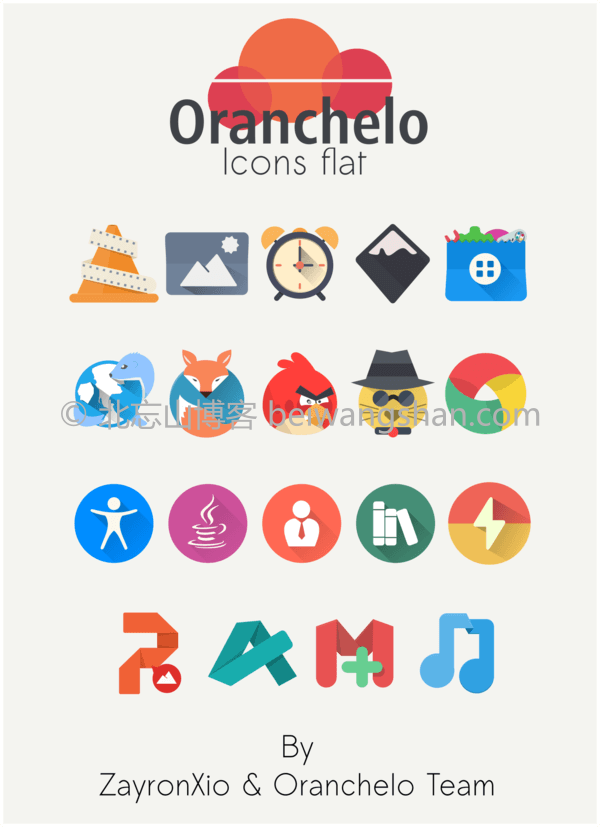 Oranchelo
Icons flat
© 北忘山博客 beiwangshan.com
By
ZayronXio & Oranchelo Team